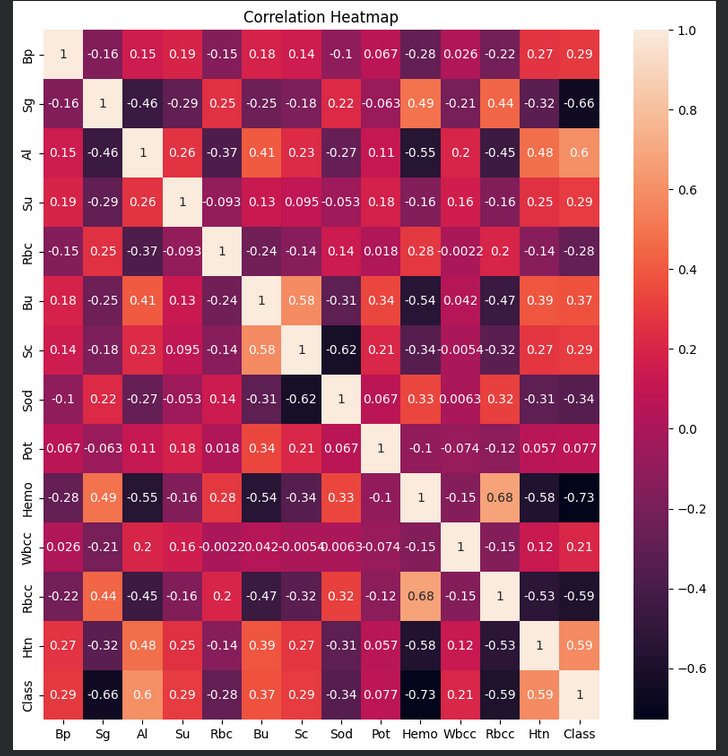 Correlation Heatmap
Bp 1 -0.16 0.15 0.19 -0.15 0.18 0.14 -0.1 0.067 -0.28 0.026 -0.22 0.27 0.29 1.0
Sg -0.16 1 -0.46 -0.29 0.25 -0.25 -0.18 0.22 -0.063 0.49 -0.21 0.44 -0.32 -0.66 0.8
Al 0.15 -0.46 1 0.26 -0.37 0.41 0.23 -0.27 0.11 -0.55 0.2 -0.45 0.48 0.6
Su 0.19 -0.29 0.26 1 -0.093 0.13 0.095 -0.053 0.18 -0.16 0.16 -0.16 0.25 0.29 0.6
Rbc -0.15 0.25 -0.37 -0.093 1 -0.24 -0.14 0.14 0.018 0.28 -0.0022 0.2 -0.14 -0.28 0.4
Bu 0.18 -0.25 0.41 0.13 -0.24 1 0.58 -0.31 0.34 -0.54 0.042 -0.47 0.39 0.37
Sc 0.14 -0.18 0.23 0.095 -0.14 0.58 1 -0.62 0.21 -0.34 -0.0054 -0.32 0.27 0.29 0.2
Sod -0.1 0.22 -0.27 -0.053 0.14 -0.31 -0.62 1 0.067 0.33 0.0063 0.32 -0.31 -0.34 0.0
Pot 0.067 -0.063 0.11 0.18 0.018 0.34 0.21 0.067 1 -0.1 -0.074 -0.12 0.057 0.077
Hemo -0.28 0.49 -0.55 -0.16 0.28 -0.54 -0.34 0.33 -0.1 1 -0.15 0.68 -0.58 -0.73 −0.2
Wbcc 0.026 -0.21 0.2 0.16 -0.0022 0.042 -0.0054 0.0063 -0.074 -0.15 1 -0.15 0.12 0.21
Rbcc -0.22 0.44 -0.45 -0.16 0.2 -0.47 -0.32 0.32 -0.12 0.68 -0.15 1 -0.53 -0.59 −0.4
Htn 0.27 -0.32 0.48 0.25 -0.14 0.39 0.27 -0.31 0.057 -0.58 0.12 -0.53 1 0.59 −0.6
Class 0.29 -0.66 0.6 0.29 -0.28 0.37 0.29 -0.34 0.077 -0.73 0.21 -0.59 0.59 1
Bp Sg Al Su Rbc Bu Sc Sod Pot Hemo Wbcc Rbcc Htn Class